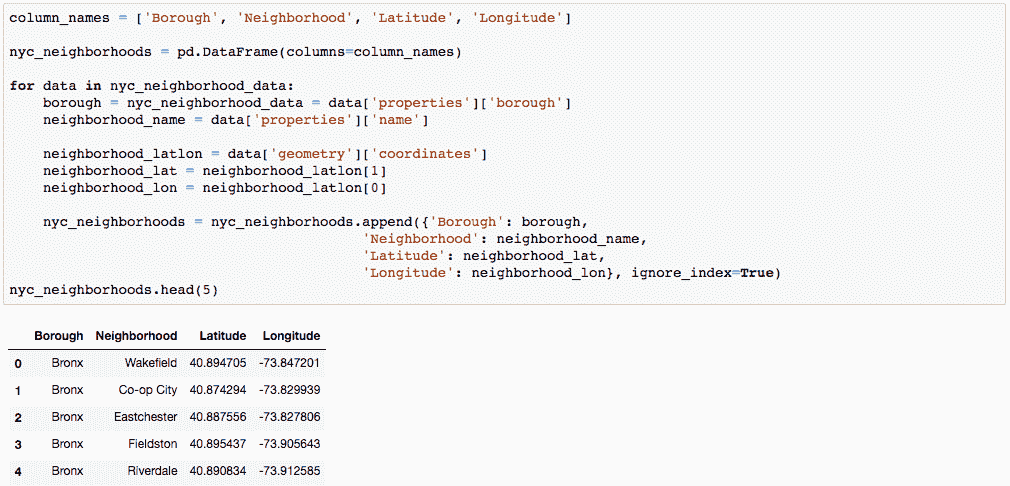 column_names = ['Borough', 'Neighborhood', 'Latitude', 'Longitude']
nyc_neighborhoods = pd.DataFrame(columns=column_names)
for data in nyc_neighborhood_data:
    borough = nyc_neighborhood_data = data['properties']['borough']
    neighborhood_name = data['properties']['name']
    neighborhood_latlon = data['geometry']['coordinates']
    neighborhood_lat = neighborhood_latlon[1]
    neighborhood_lon = neighborhood_latlon[0]
    nyc_neighborhoods = nyc_neighborhoods.append({'Borough': borough,
                                          'Neighborhood': neighborhood_name,
                                          'Latitude': neighborhood_lat,
                                          'Longitude': neighborhood_lon}, ignore_index=True)
nyc_neighborhoods.head(5)
Borough Neighborhood Latitude Longitude
0 Bronx Wakefield 40.894705 -73.847201
1 Bronx Co-op City 40.874294 -73.829939
2 Bronx Eastchester 40.887556 -73.827806
3 Bronx Fieldston 40.895437 -73.905643
4 Bronx Riverdale 40.890834 -73.912585